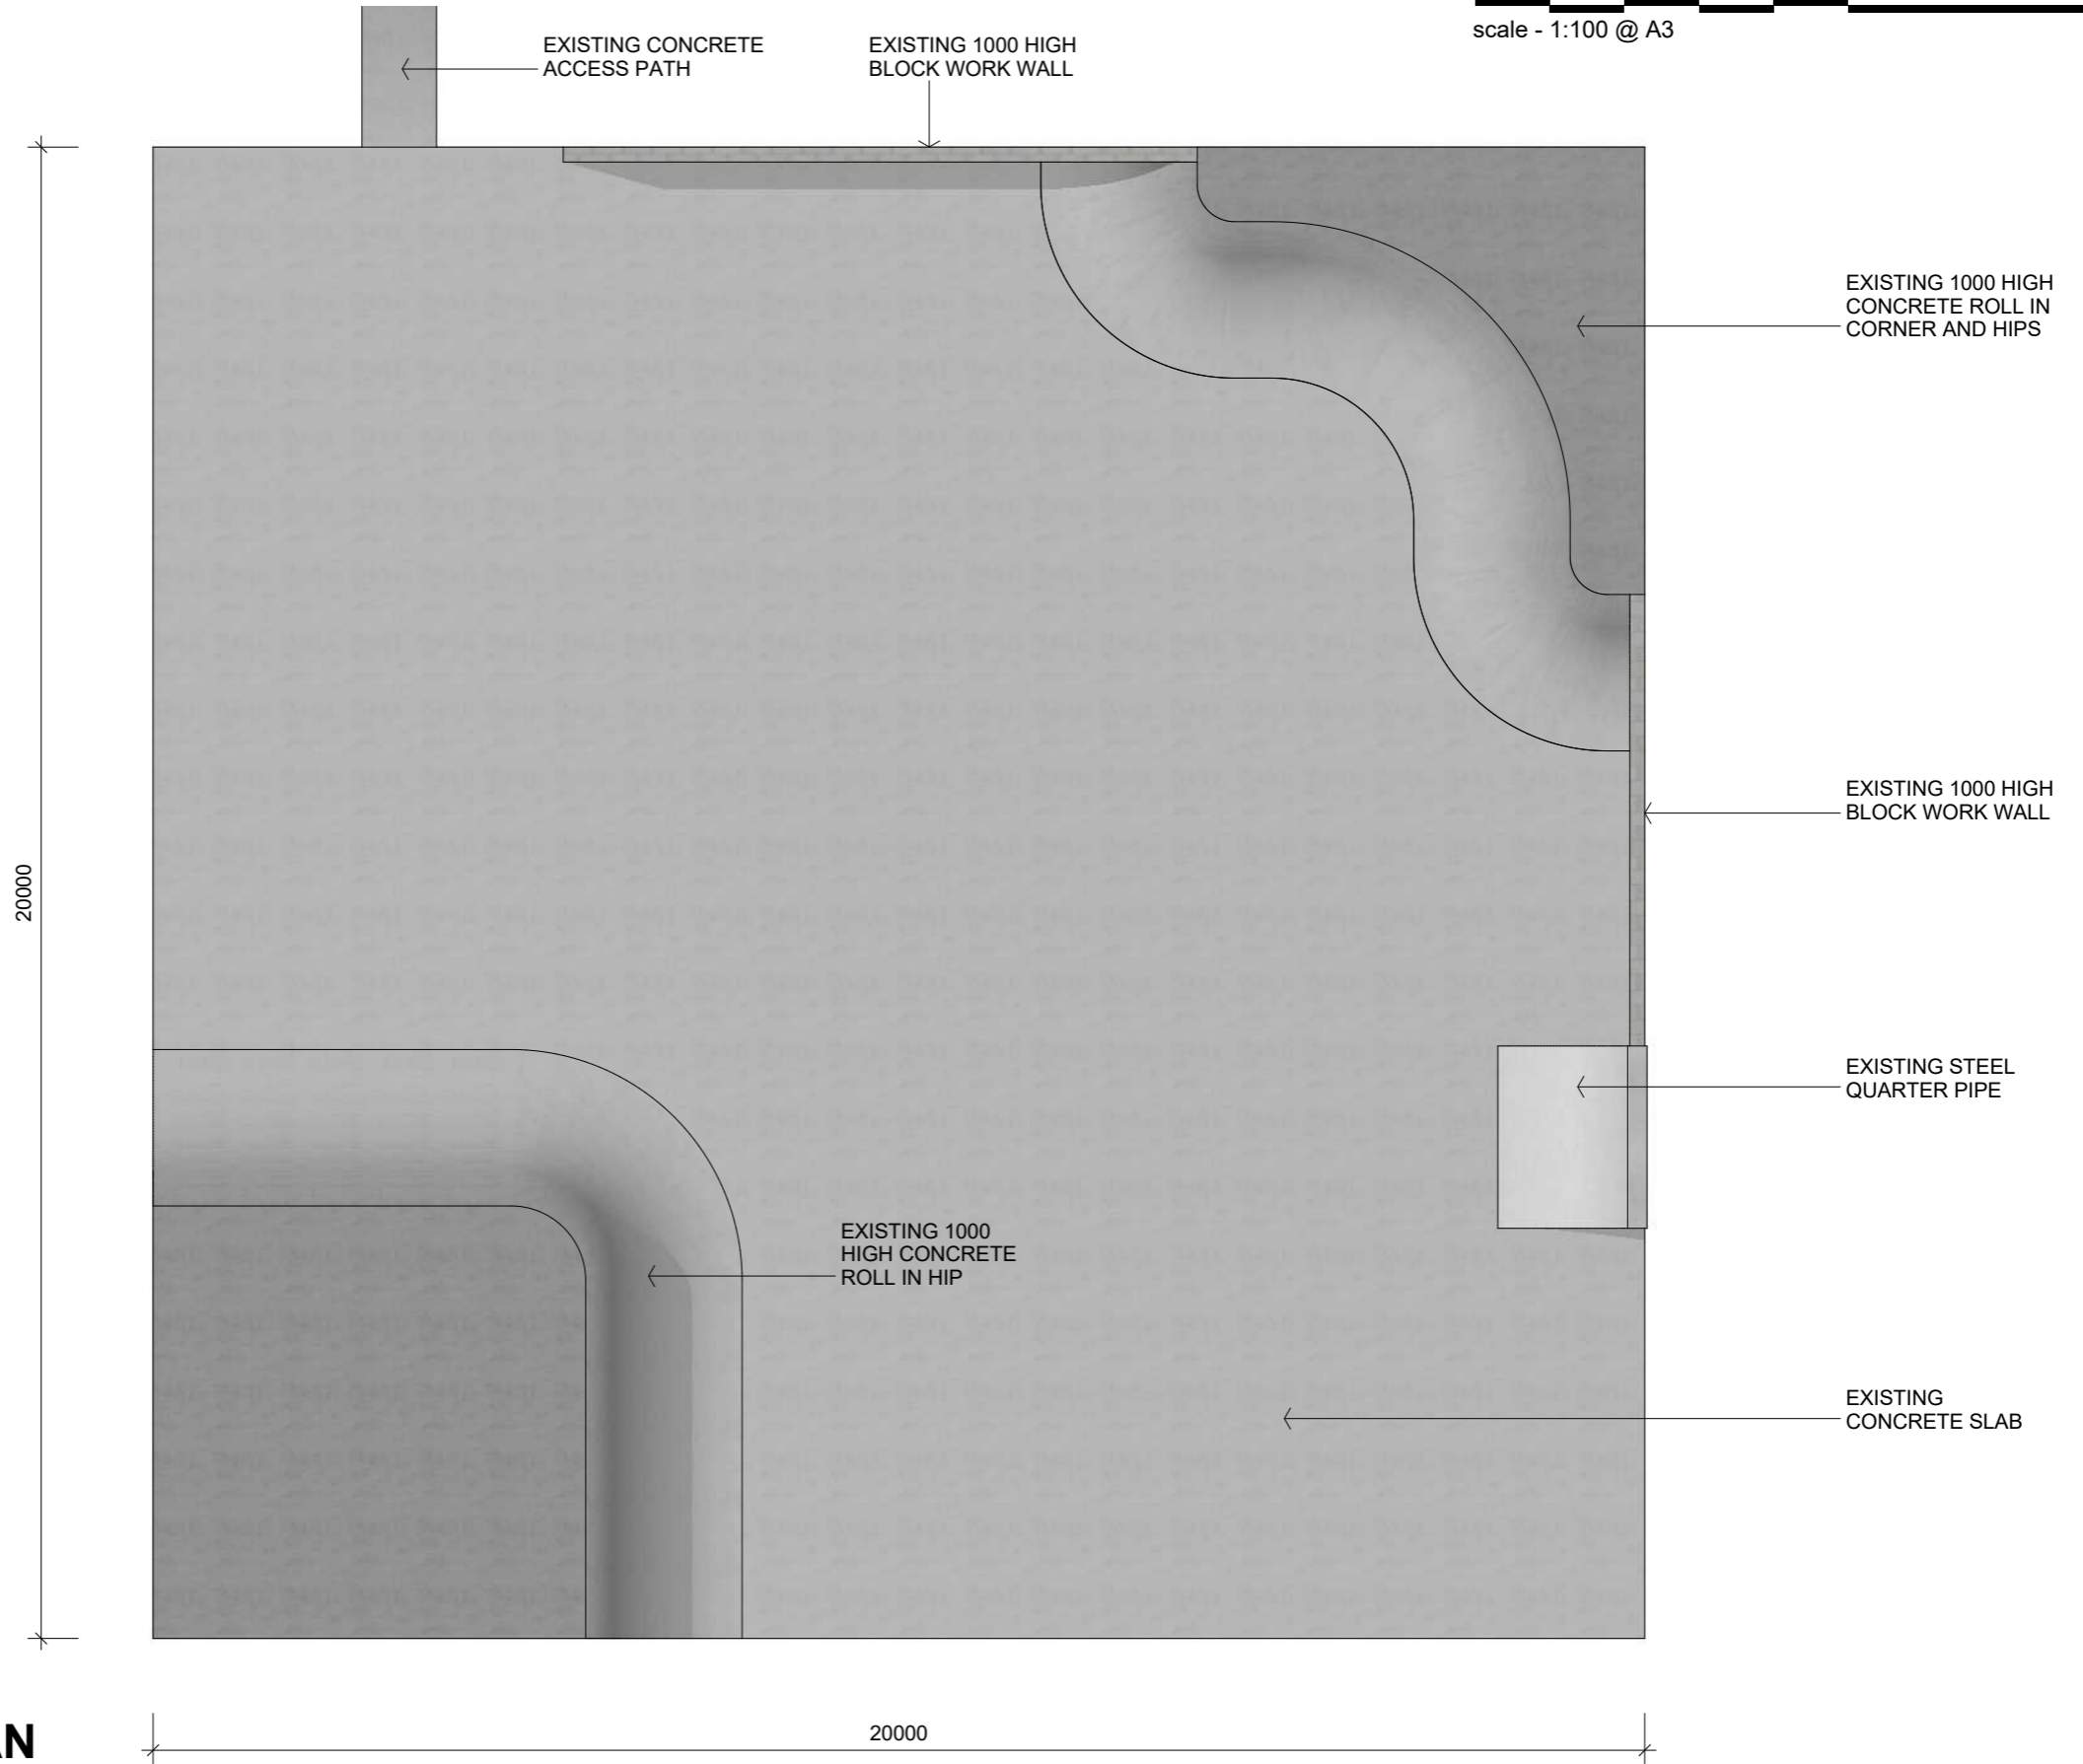 scale - 1:100 @ A3
EXISTING CONCRETE
ACCESS PATH
EXISTING 1000 HIGH
BLOCK WORK WALL
EXISTING 1000 HIGH
CONCRETE ROLL IN
CORNER AND HIPS
EXISTING 1000 HIGH
BLOCK WORK WALL
20000
EXISTING STEEL
QUARTER PIPE
EXISTING 1000
HIGH CONCRETE
ROLL IN HIP
EXISTING
CONCRETE SLAB
20000